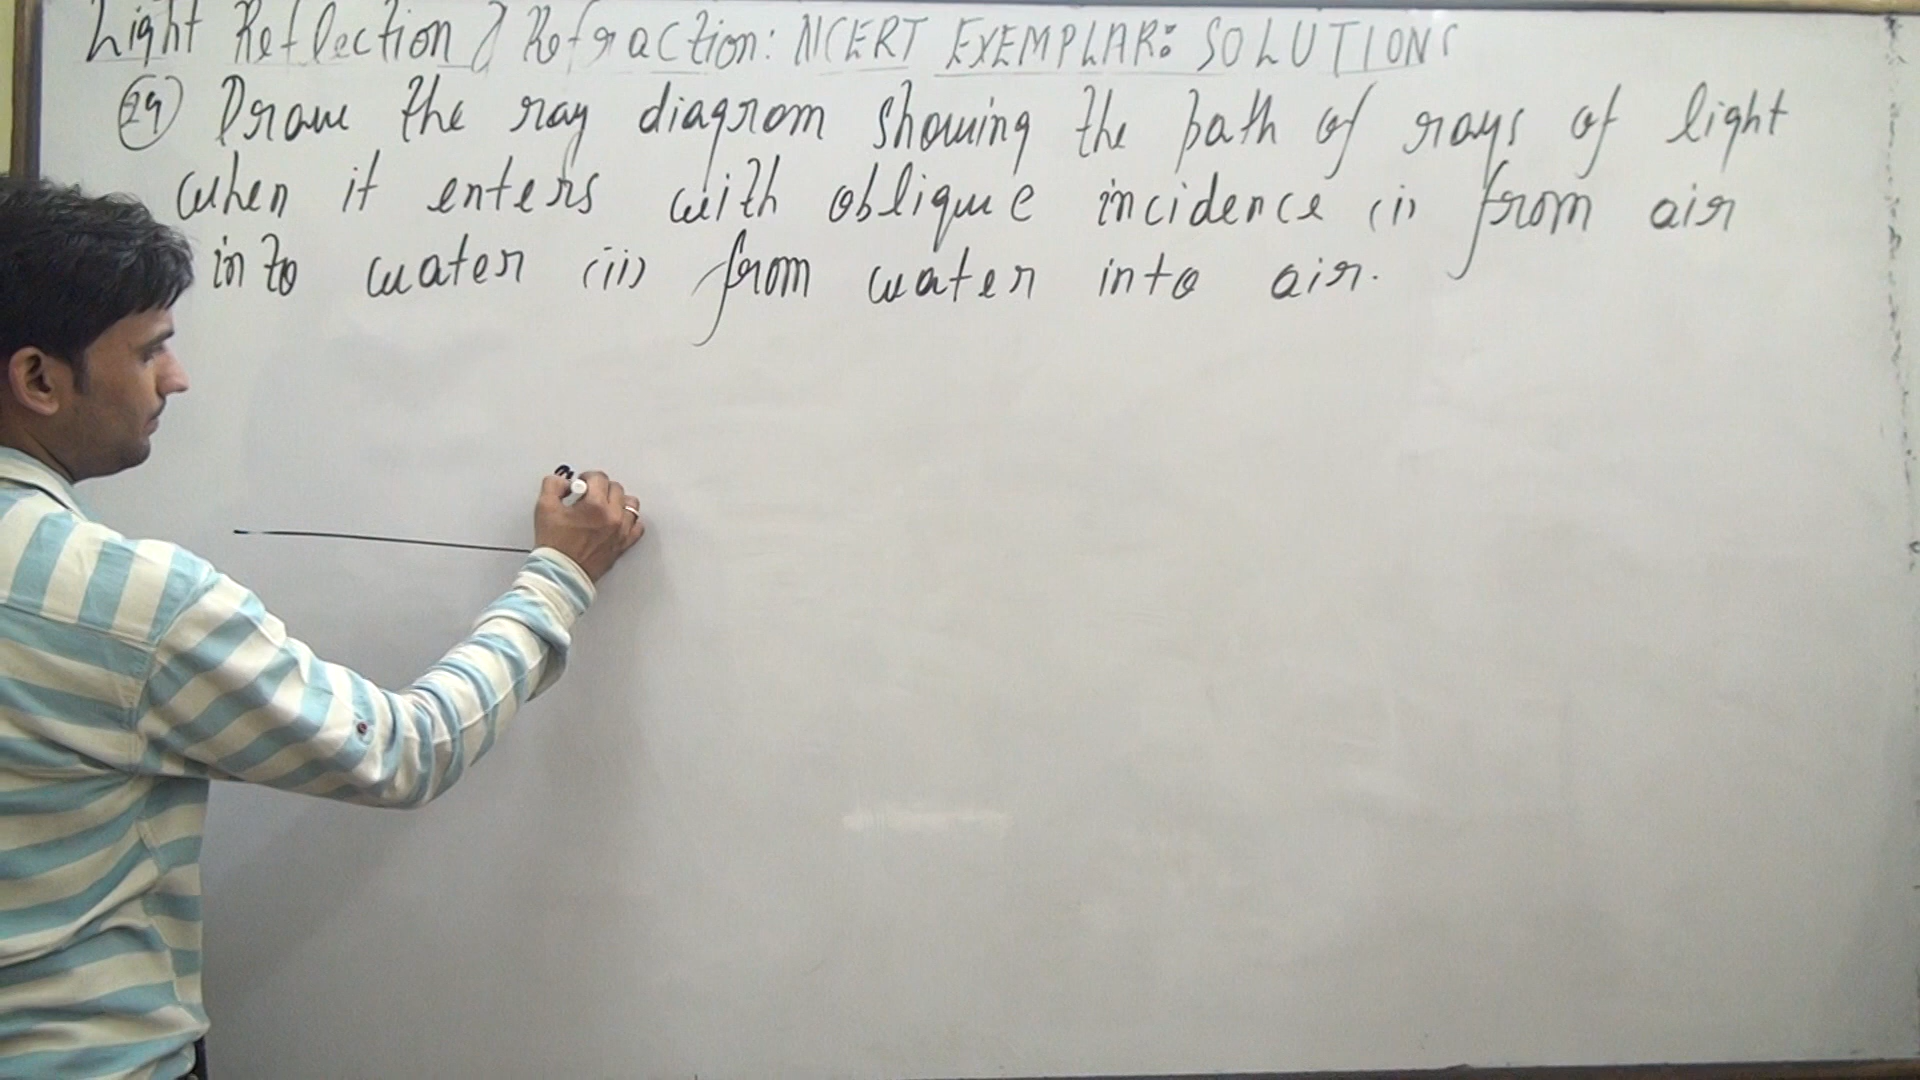 Light Reflection & Refraction: NCERT EXEMPLAR: SOLUTIONS
29 Draw the ray diagram showing the path of rays of light
when it enters with oblique incidence (i) from air
into water (ii) from water into air.